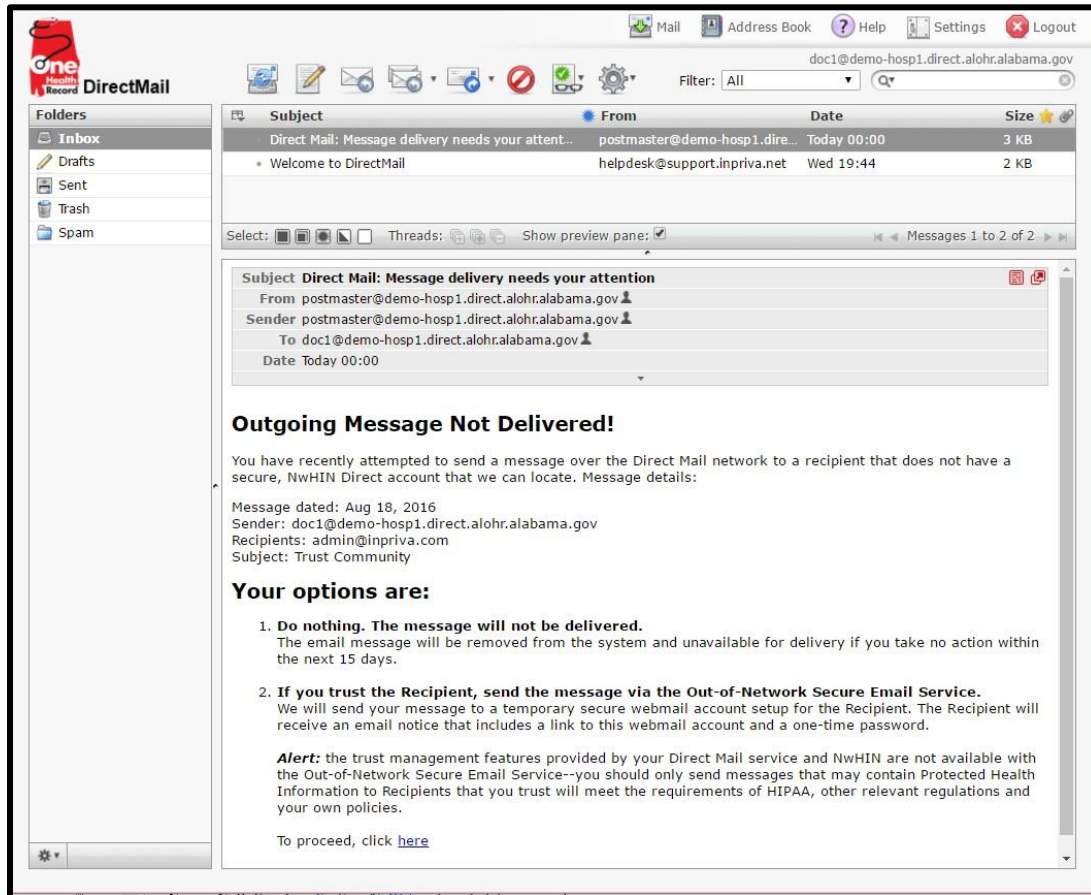 Mail Address Book Help Settings Logout
One
Health
Record DirectMail
doc1@demo-hosp1.direct.alohr.alabama.gov
Filter: All
Folders
Inbox
Drafts
Sent
Trash
Spam
Subject From Date Size
Direct Mail: Message delivery needs your attent... postmaster@demo-hosp1.dire... Today 00:00 3 KB
Welcome to DirectMail helpdesk@support.inpriva.net Wed 19:44 2 KB
Select: Threads: Show preview pane: Messages 1 to 2 of 2
Subject Direct Mail: Message delivery needs your attention
From postmaster@demo-hosp1.direct.alohr.alabama.gov
Sender postmaster@demo-hosp1.direct.alohr.alabama.gov
To doc1@demo-hosp1.direct.alohr.alabama.gov
Date Today 00:00
Outgoing Message Not Delivered!
You have recently attempted to send a message over the Direct Mail network to a recipient that does not have a
secure, NwHIN Direct account that we can locate. Message details:
Message dated: Aug 18, 2016
Sender: doc1@demo-hosp1.direct.alohr.alabama.gov
Recipients: admin@inpriva.com
Subject: Trust Community
Your options are:
1. Do nothing. The message will not be delivered.
The email message will be removed from the system and unavailable for delivery if you take no action within
the next 15 days.
2. If you trust the Recipient, send the message via the Out-of-Network Secure Email Service.
We will send your message to a temporary secure webmail account setup for the Recipient. The Recipient will
receive an email notice that includes a link to this webmail account and a one-time password.
Alert: the trust management features provided by your Direct Mail service and NwHIN are not available with
the Out-of-Network Secure Email Service--you should only send messages that may contain Protected Health
Information to Recipients that you trust will meet the requirements of HIPAA, other relevant regulations and
your own policies.
To proceed, click here